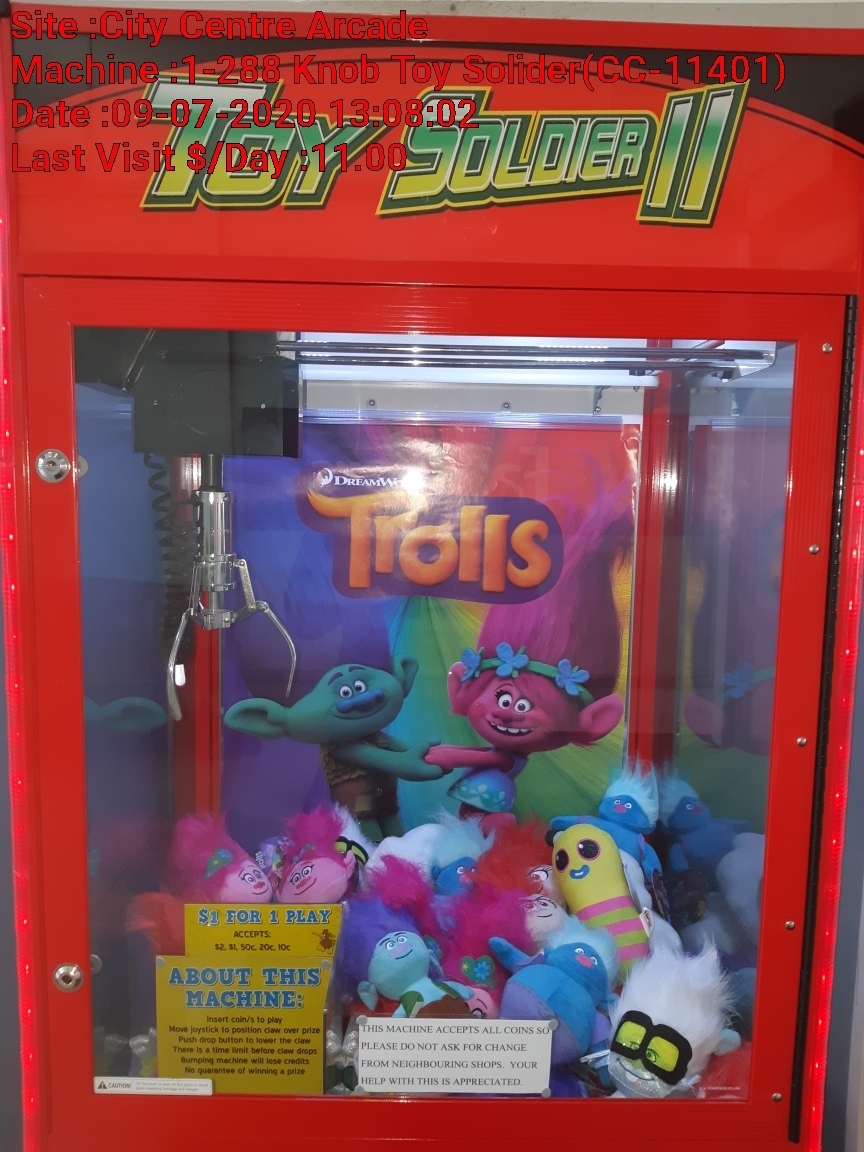 Site :City Centre Arcade
Machine :1-288 Knob Toy Solider(CC-11401)
Date :09-07-2020 13:08:02
Last Visit $/Day :11.00
TOY SOLDIER II
DREAMWO
Trolls
$1 FOR 1 PLAY
ACCEPTS:
$2, $1, 50c, 20c, 10c
ABOUT THIS
MACHINE:
Insert coin/s to play
Move joystick to position claw over prize
Push drop button to lower the claw
There is a time limit before claw drops
Bumping machine will lose credits
No guarantee of winning a prize
THIS MACHINE ACCEPTS ALL COINS SO
PLEASE DO NOT ASK FOR CHANGE
FROM NEIGHBOURING SHOPS. YOUR
HELP WITH THIS IS APPRECIATED.
CAUTION!